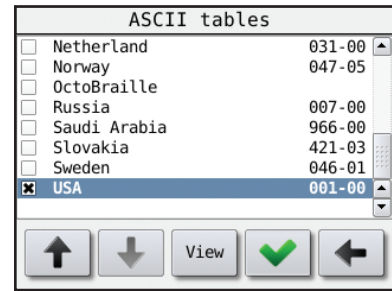 ASCII tables
Netherland 031-00
Norway 047-05
OctoBraille
Russia 007-00
Saudi Arabia 966-00
Slovakia 421-03
Sweden 046-01
USA 001-00
View